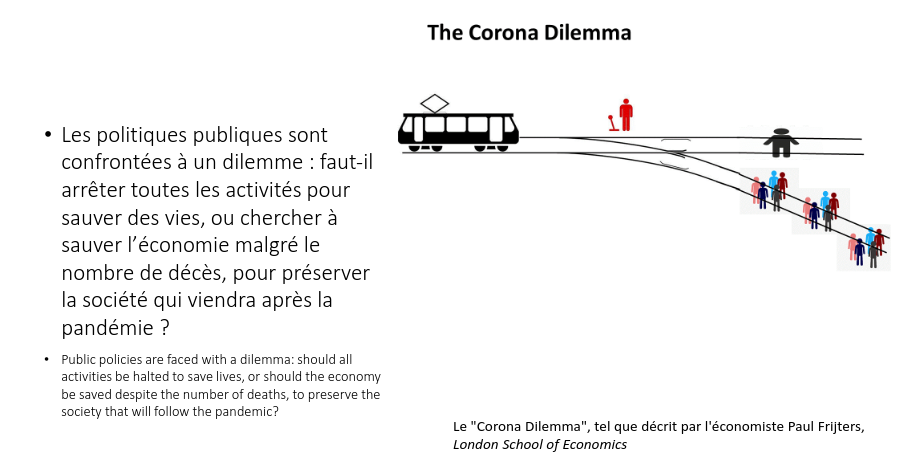 The Corona Dilemma
• Les politiques publiques sont
confrontées à un dilemme : faut-il
arrêter toutes les activités pour
sauver des vies, ou chercher à
sauver l’économie malgré le
nombre de décès, pour préserver
la société qui viendra après la
pandémie ?
• Public policies are faced with a dilemma: should all
activities be halted to save lives, or should the economy
be saved despite the number of deaths, to preserve the
society that will follow the pandemic?
Le "Corona Dilemma", tel que décrit par l'économiste Paul Frijters,
London School of Economics